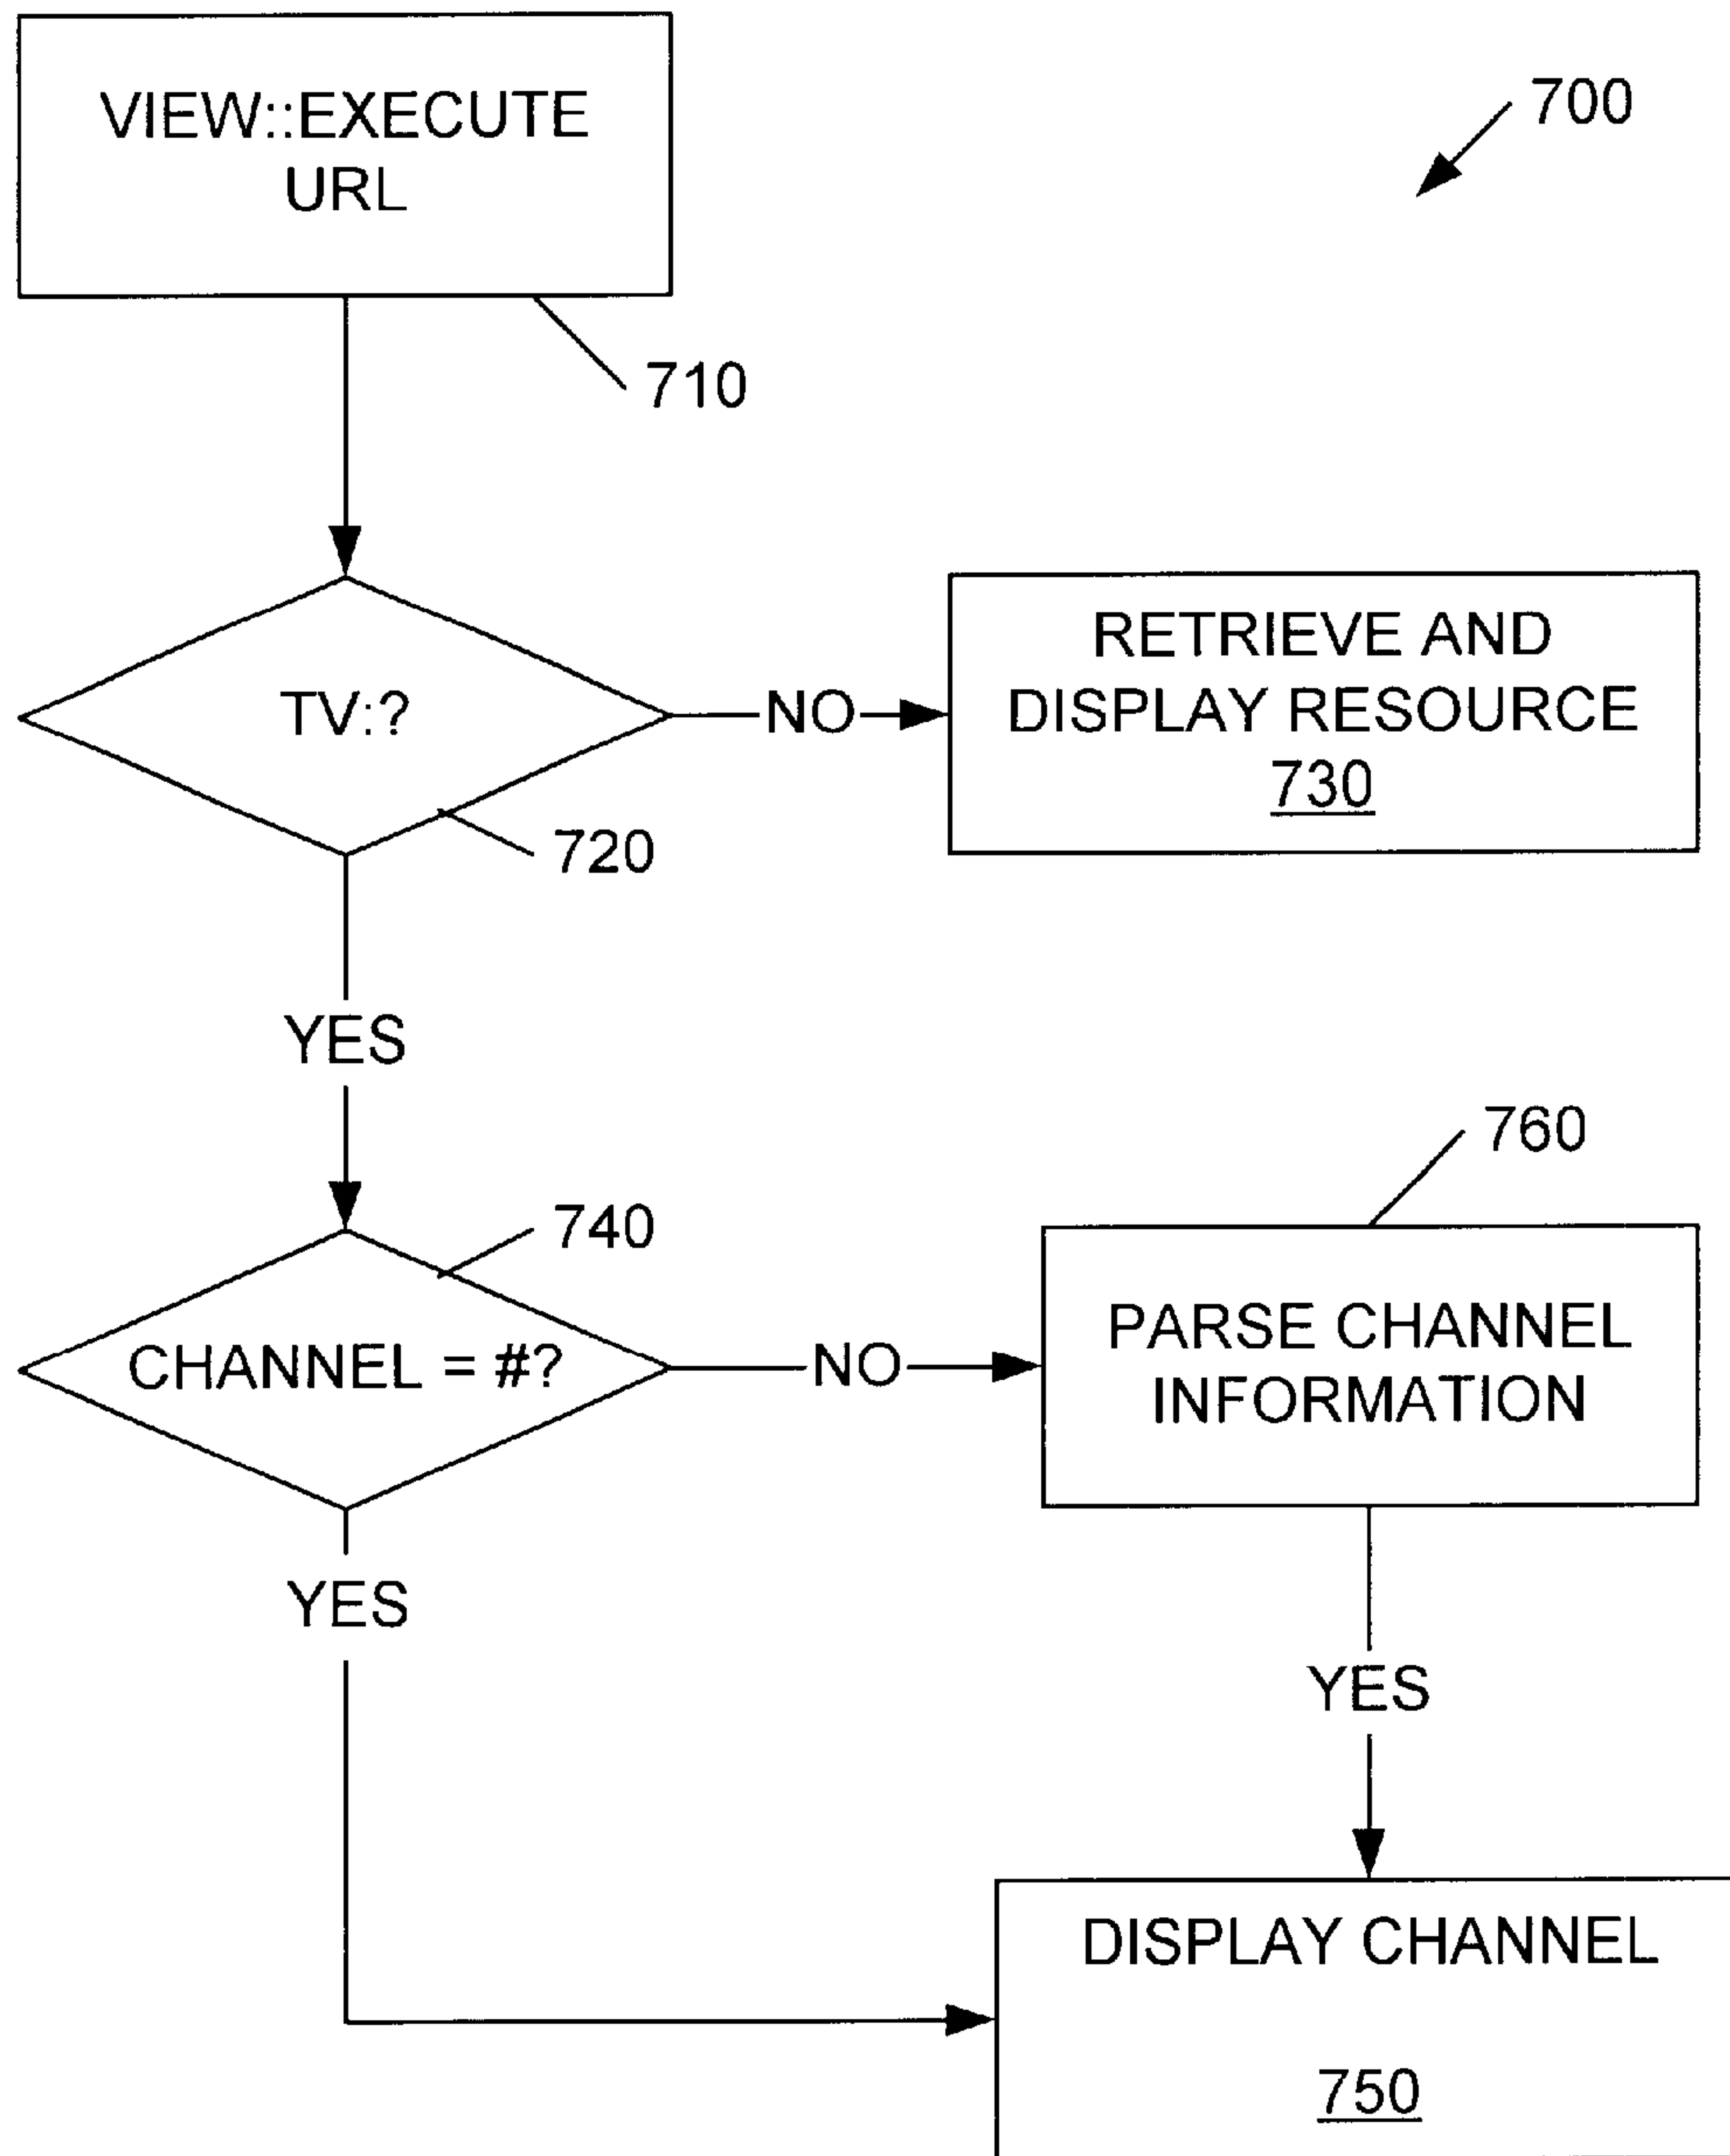 VIEW::EXECUTE
URL
700
710
TV:?
NO
RETRIEVE AND
DISPLAY RESOURCE
730
720
YES
760
740
CHANNEL = #?
NO
PARSE CHANNEL
INFORMATION
YES
YES
DISPLAY CHANNEL
750